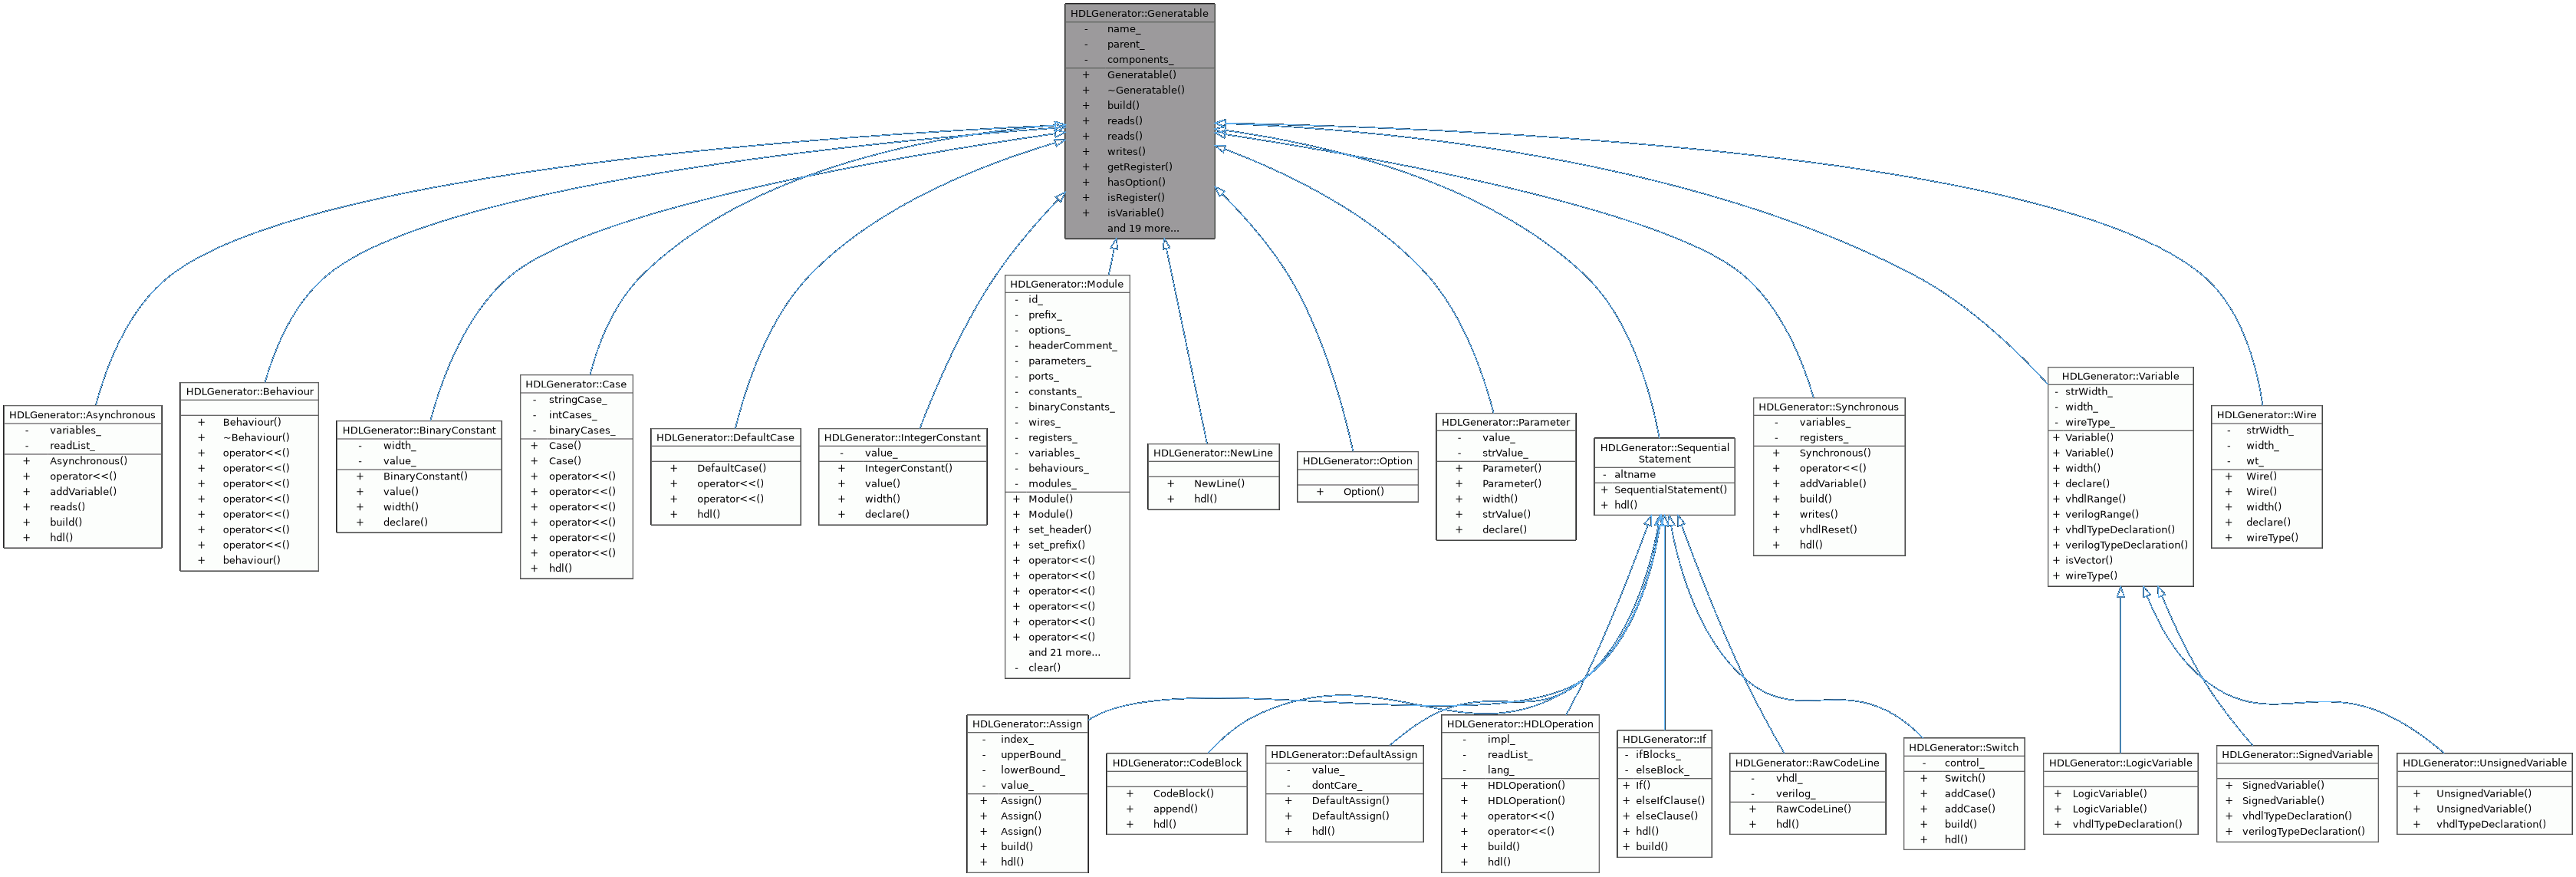 HDLGenerator::Generatable
- name_
- parent_
- components_
+ Generatable()
+ ~Generatable()
+ build()
+ reads()
+ reads()
+ writes()
+ getRegister()
+ hasOption()
+ isRegister()
+ isVariable()
and 19 more...
HDLGenerator::Asynchronous
- variables_
- readList_
+ Asynchronous()
+ operator<<()
+ addVariable()
+ reads()
+ build()
+ hdl()
HDLGenerator::Behaviour
+ Behaviour()
+ ~Behaviour()
+ operator<<()
+ operator<<()
+ operator<<()
+ operator<<()
+ operator<<()
+ operator<<()
+ operator<<()
+ behaviour()
HDLGenerator::BinaryConstant
- width_
- value_
+ BinaryConstant()
+ value()
+ width()
+ declare()
HDLGenerator::Case
- stringCase_
- intCases_
- binaryCases_
+ Case()
+ Case()
+ operator<<()
+ operator<<()
+ operator<<()
+ operator<<()
+ operator<<()
+ operator<<()
+ hdl()
HDLGenerator::DefaultCase
+ DefaultCase()
+ operator<<()
+ operator<<()
+ hdl()
HDLGenerator::IntegerConstant
- value_
+ IntegerConstant()
+ value()
+ width()
+ declare()
HDLGenerator::Module
- id_
- prefix_
- options_
- headerComment_
- parameters_
- ports_
- constants_
- binaryConstants_
- wires_
- registers_
- variables_
- behaviours_
- modules_
+ Module()
+ Module()
+ set_header()
+ set_prefix()
+ operator<<()
+ operator<<()
+ operator<<()
+ operator<<()
+ operator<<()
+ operator<<()
and 21 more...
- clear()
HDLGenerator::NewLine
+ NewLine()
+ hdl()
HDLGenerator::Option
+ Option()
HDLGenerator::Parameter
- value_
- strValue_
+ Parameter()
+ Parameter()
+ width()
+ strValue()
+ declare()
HDLGenerator::Sequential
Statement
- altname
+ SequentialStatement()
+ hdl()
HDLGenerator::Synchronous
- variables_
- registers_
+ Synchronous()
+ operator<<()
+ addVariable()
+ build()
+ writes()
+ vhdlReset()
+ hdl()
HDLGenerator::Variable
- strWidth_
- width_
- wireType_
+ Variable()
+ Variable()
+ width()
+ declare()
+ vhdlRange()
+ verilogRange()
+ vhdlTypeDeclaration()
+ verilogTypeDeclaration()
+ isVector()
+ wireType()
HDLGenerator::Wire
- strWidth_
- width_
- wt_
+ Wire()
+ Wire()
+ width()
+ declare()
+ wireType()
HDLGenerator::Assign
- index_
- upperBound_
- lowerBound_
- value_
+ Assign()
+ Assign()
+ Assign()
+ build()
+ hdl()
HDLGenerator::CodeBlock
+ CodeBlock()
+ append()
+ hdl()
HDLGenerator::DefaultAssign
- value_
- dontCare_
+ DefaultAssign()
+ DefaultAssign()
+ hdl()
HDLGenerator::HDLOperation
- impl_
- readList_
- lang_
+ HDLOperation()
+ HDLOperation()
+ operator<<()
+ operator<<()
+ build()
+ hdl()
HDLGenerator::If
- ifBlocks_
- elseBlock_
+ If()
+ elseIfClause()
+ elseClause()
+ hdl()
+ build()
HDLGenerator::RawCodeLine
- vhdl_
- verilog_
+ RawCodeLine()
+ hdl()
HDLGenerator::Switch
- control_
+ Switch()
+ addCase()
+ addCase()
+ build()
+ hdl()
HDLGenerator::LogicVariable
+ LogicVariable()
+ LogicVariable()
+ vhdlTypeDeclaration()
HDLGenerator::SignedVariable
+ SignedVariable()
+ SignedVariable()
+ vhdlTypeDeclaration()
+ verilogTypeDeclaration()
HDLGenerator::UnsignedVariable
+ UnsignedVariable()
+ UnsignedVariable()
+ vhdlTypeDeclaration()